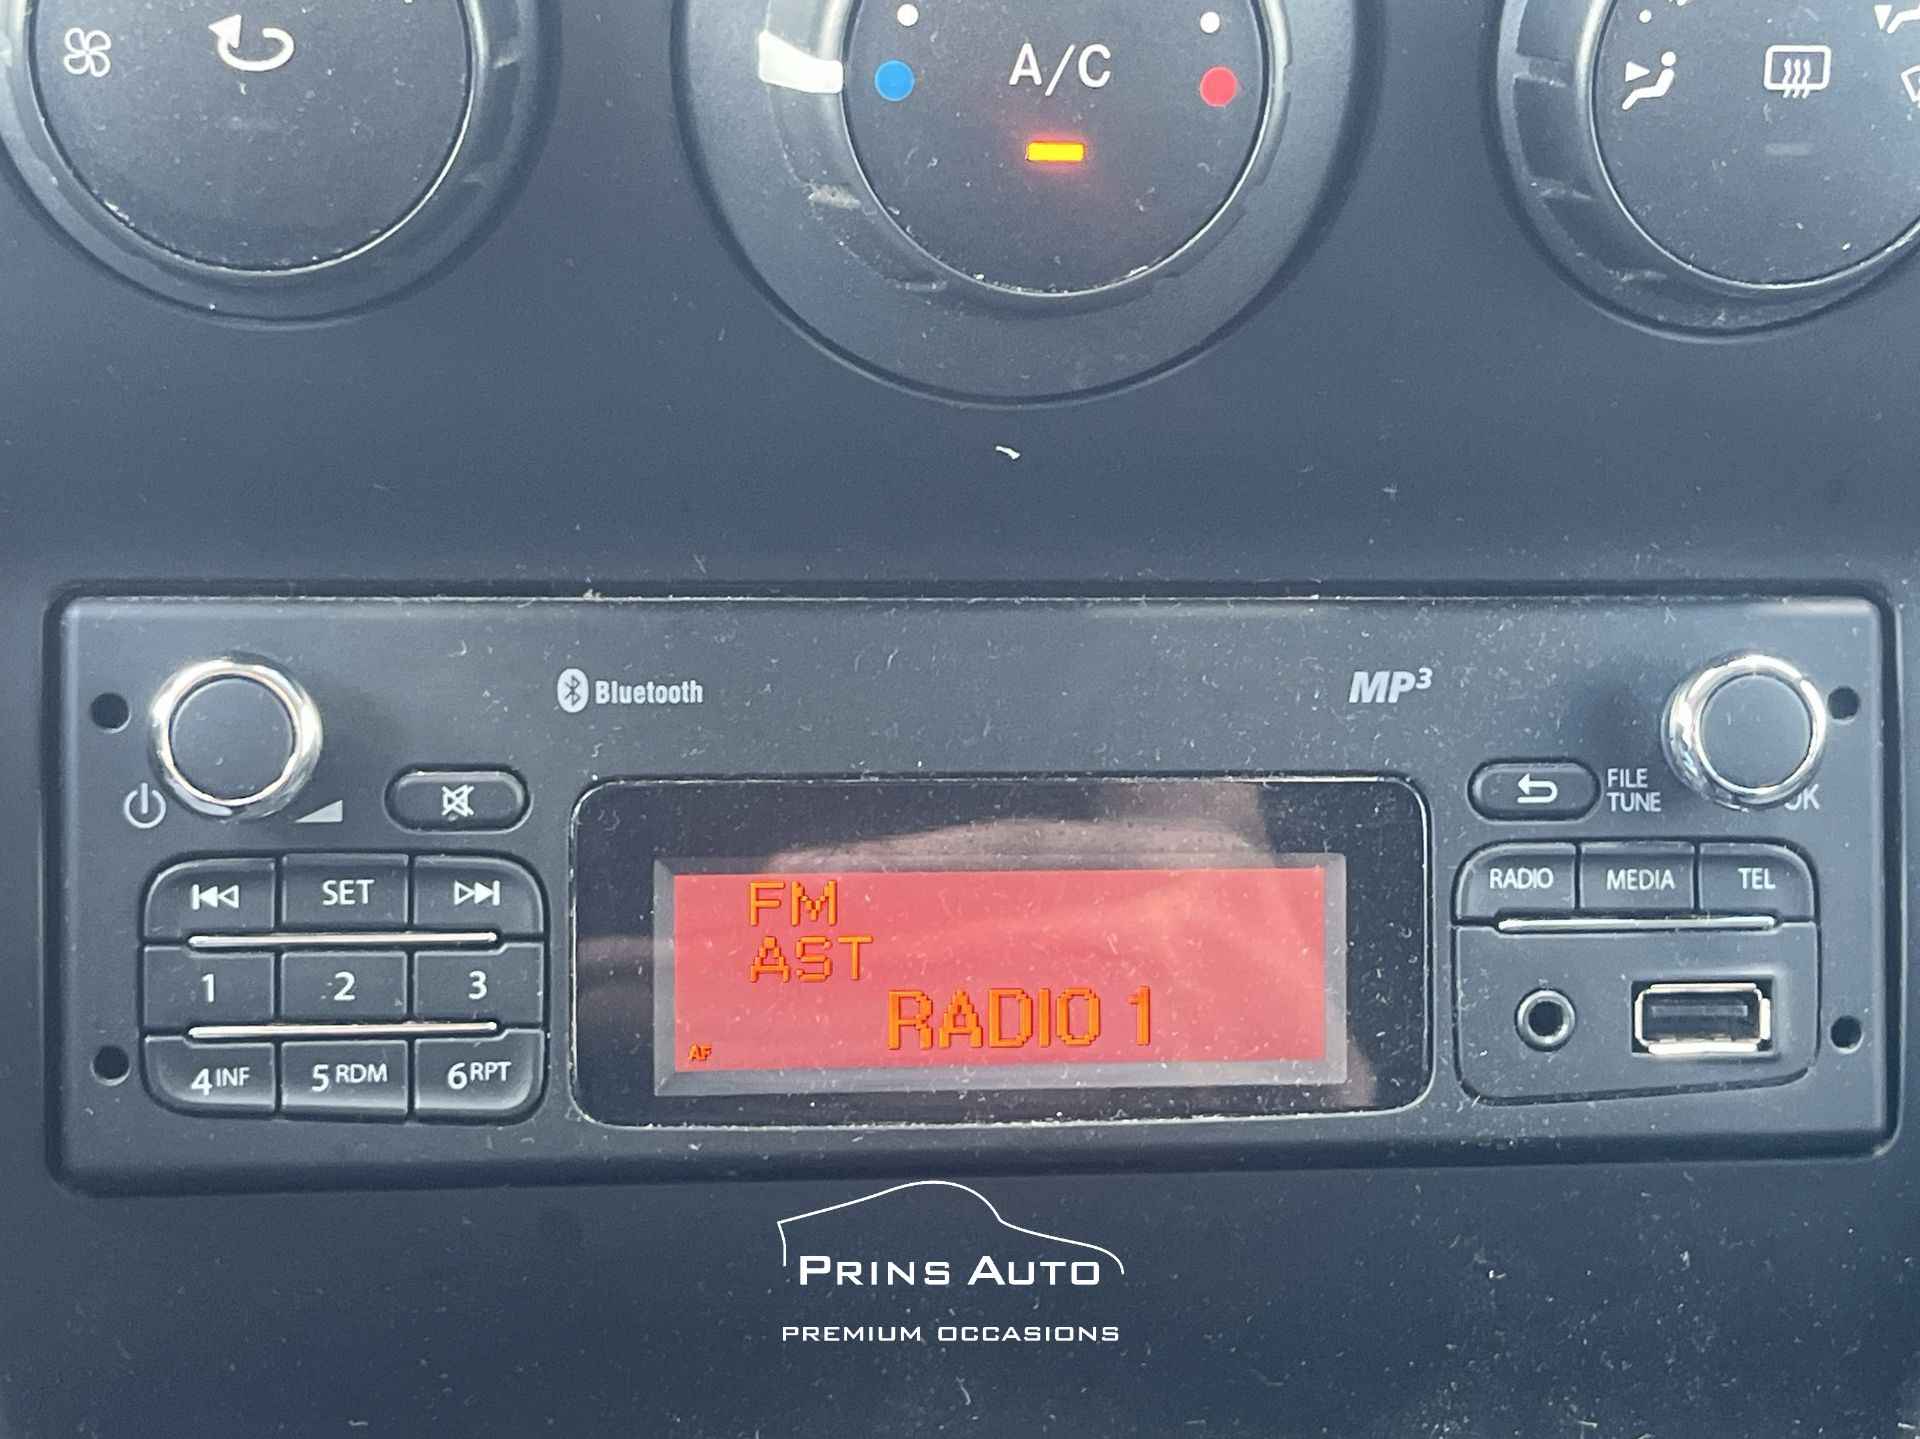 A/C
Bluetooth
MP3
FILE
TUNE
OK
SET
RADIO
MEDIA
TEL
FM
AST
RADIO 1
AF
1
2
3
4 INF
5 RDM
6 RPT
PRINS AUTO
PREMIUM OCCASIONS